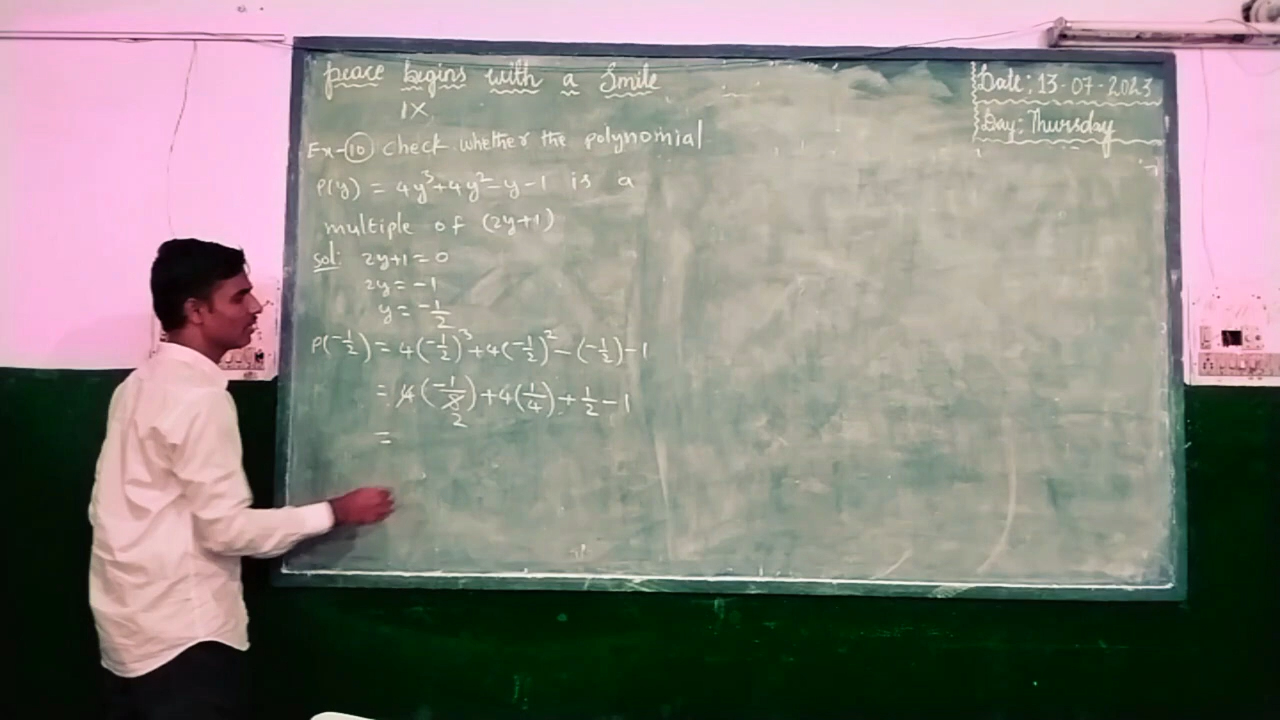 peace begins with a Smile
Date: 13-07-2023
Day: Thursday
IX
Ex-⑩ check whether the polynomial
P(y) = 4y³+4y²-y-1 is a
multiple of (2y+1)
Sol: 2y+1=0
2y = -1
y = -1/2
P(-1/2) = 4(-1/2)³+4(-1/2)²-(-1/2)-1
= 4(-1/8)+4(1/4)+1/2-1
2
=